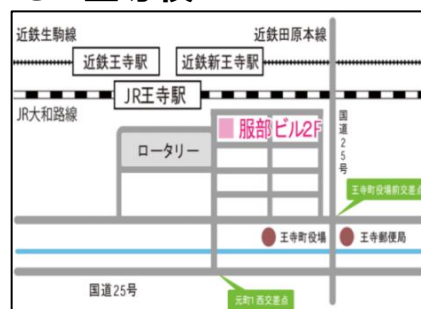 近鉄生駒線
近鉄田原本線
近鉄王寺駅
近鉄新王寺駅
JR王寺駅
JR大和路線
服部ビル2F
国道25号
ロータリー
王寺町役場前交差点
王寺町役場
王寺郵便局
国道25号
元町1西交差点